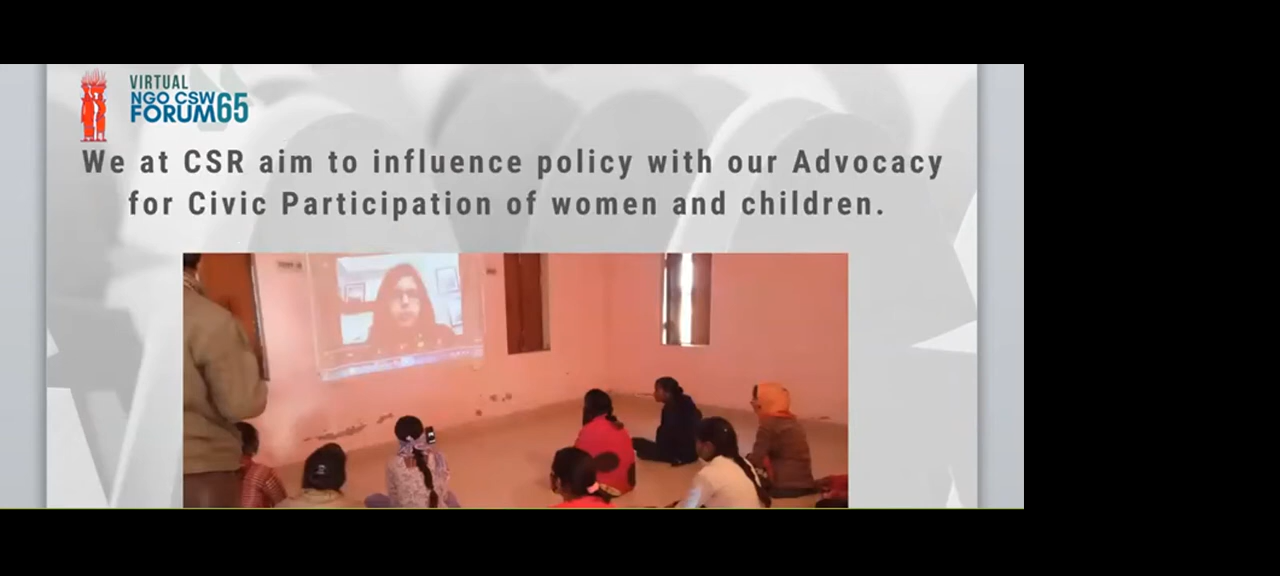 VIRTUAL
NGO CSW
FORUM65
We at CSR aim to influence policy with our Advocacy
for Civic Participation of women and children.